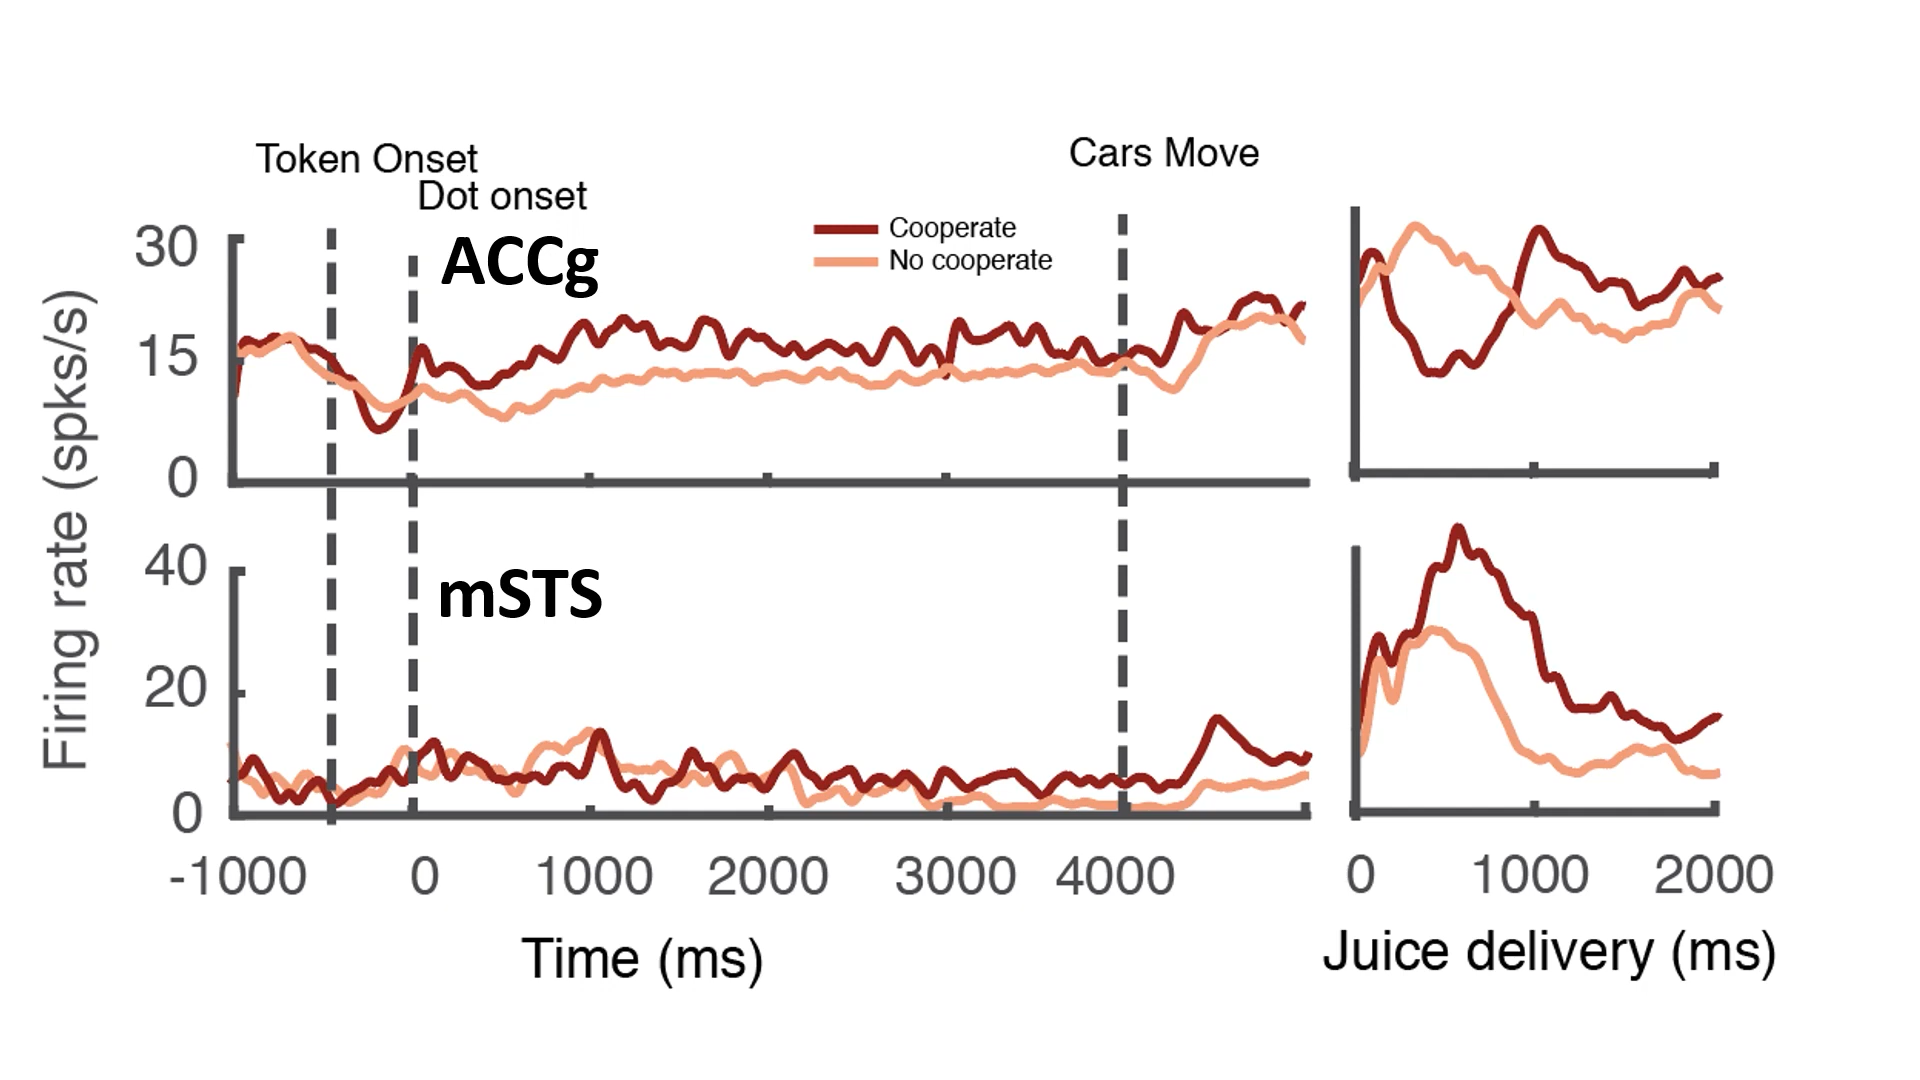 Token Onset
Dot onset
Cars Move
ACCg
Cooperate
No cooperate
30
15
0
Firing rate (spks/s)
mSTS
40
20
0
-1000 0 1000 2000 3000 4000
0 1000 2000
Time (ms)
Juice delivery (ms)